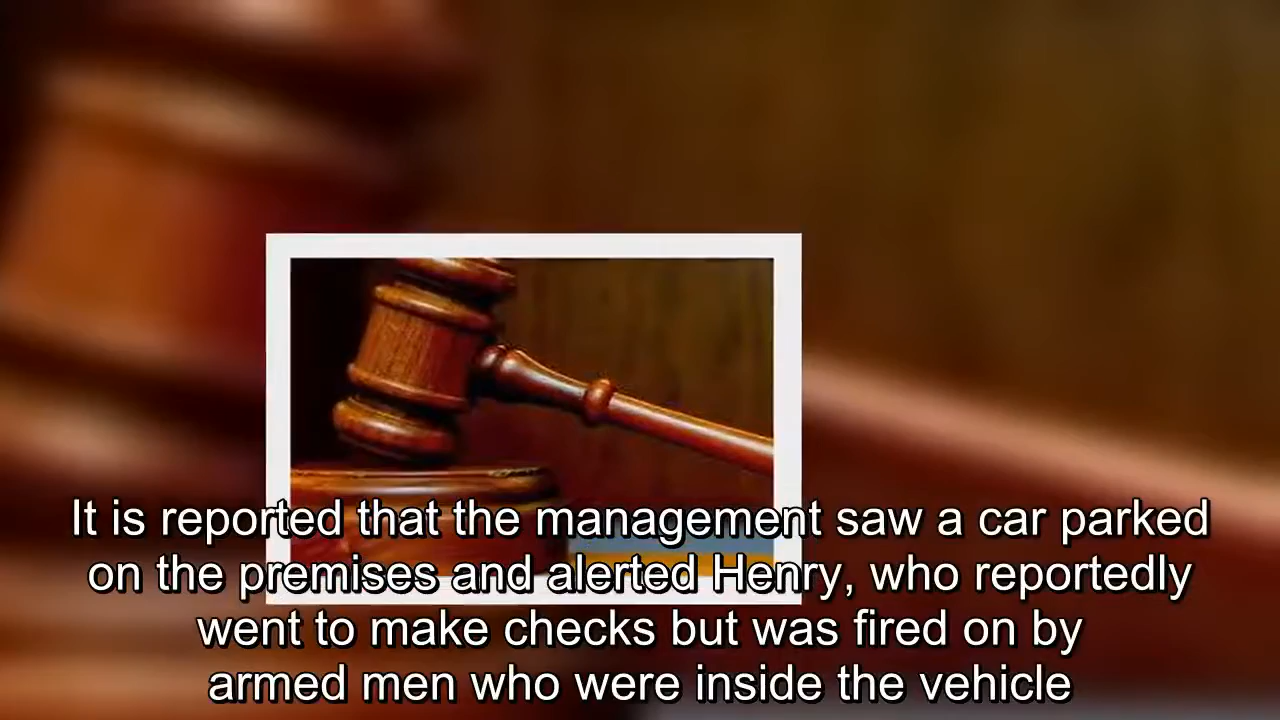 It is reported that the management saw a car parked
on the premises and alerted Henry, who reportedly
went to make checks but was fired on by
armed men who were inside the vehicle